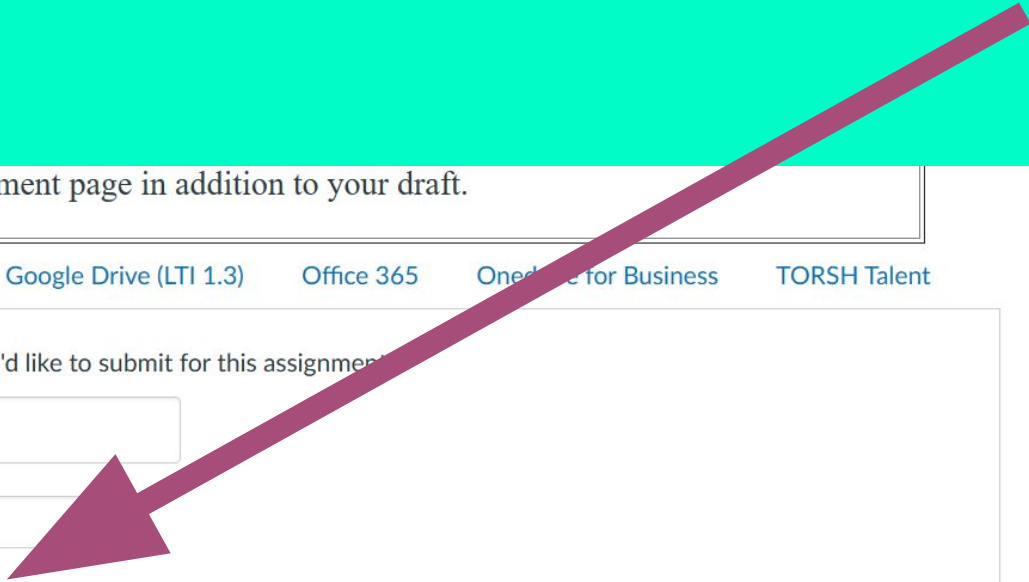 ment page in addition to your draft.
Google Drive (LTI 1.3) Office 365 for Business TORSH Talent
'd like to submit for this assignment